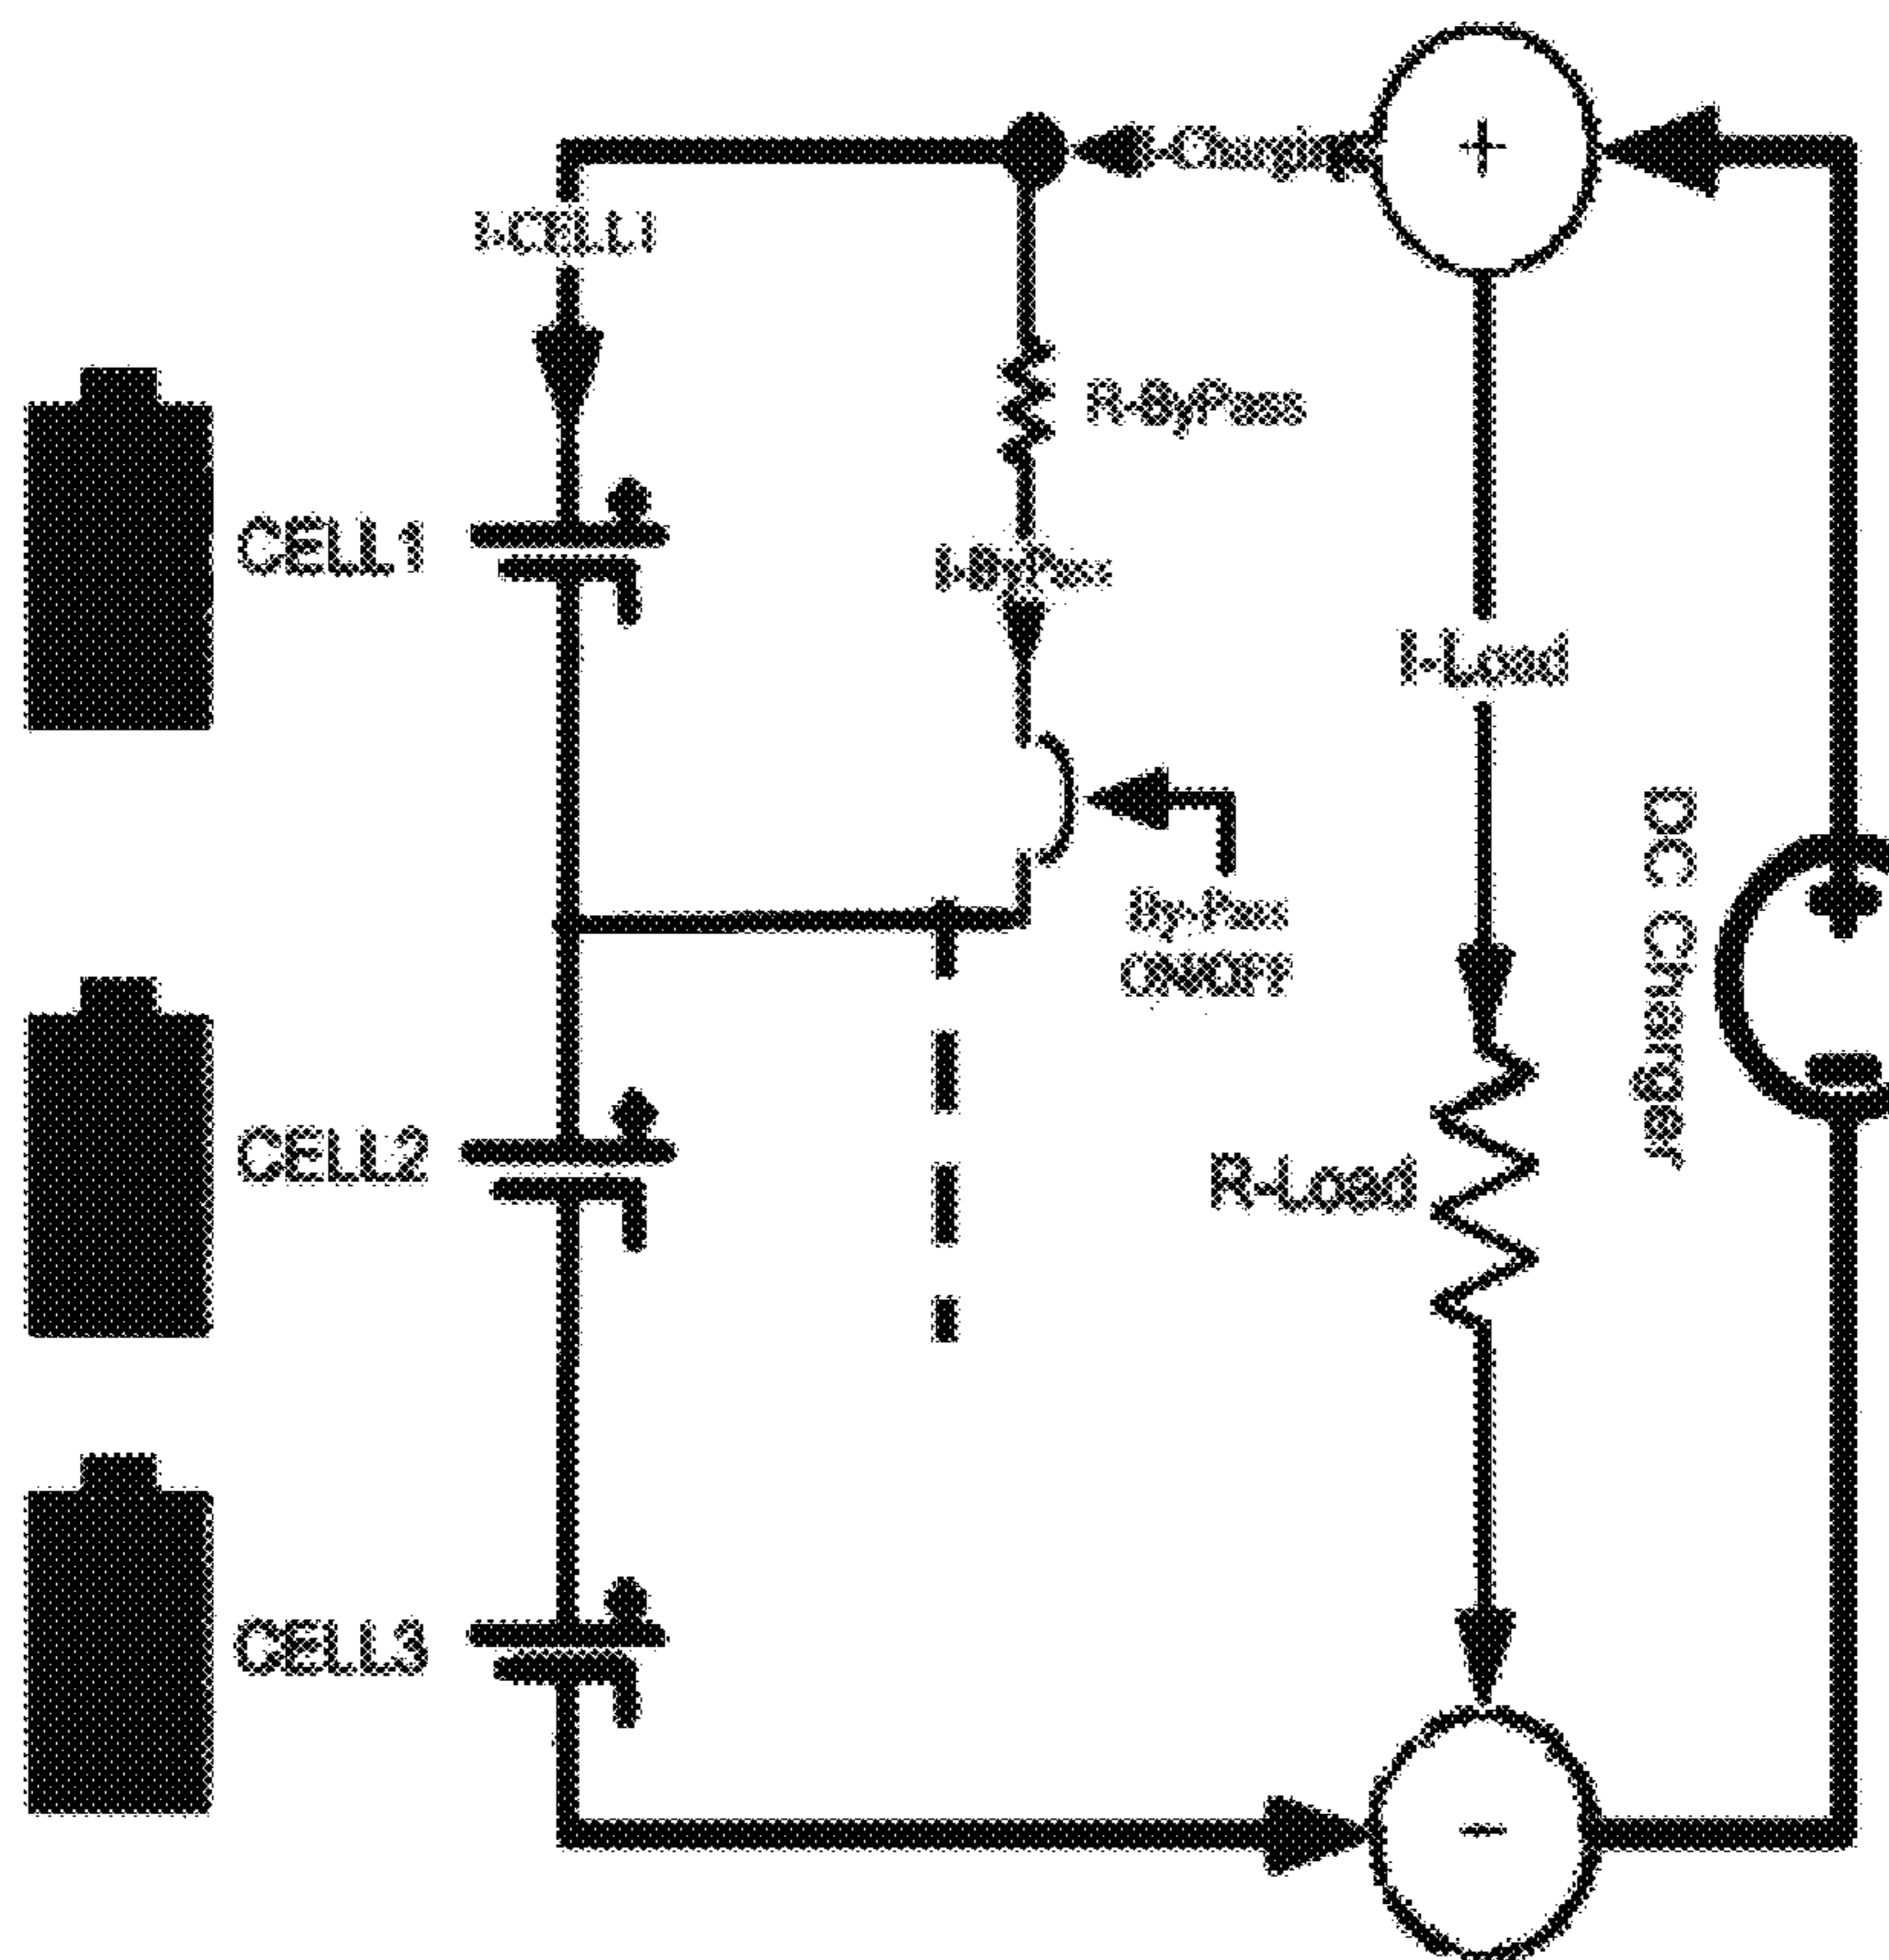 I-Charging
+
I-CELL1
R-ByPass
CELL1
I-ByPass
I-Load
DC Charger
By-Pass
ON/OFF
CELL2
R-Load
CELL3
-